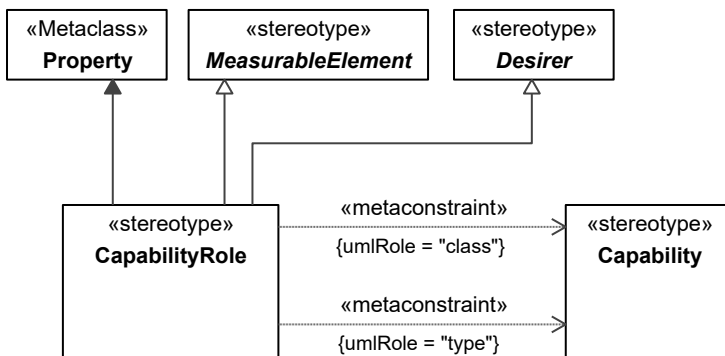 «Metaclass»
Property
«stereotype»
MeasurableElement
«stereotype»
Desirer
«stereotype»
CapabilityRole
«metaconstraint»
{umlRole = "class"}
«metaconstraint»
{umlRole = "type"}
«stereotype»
Capability